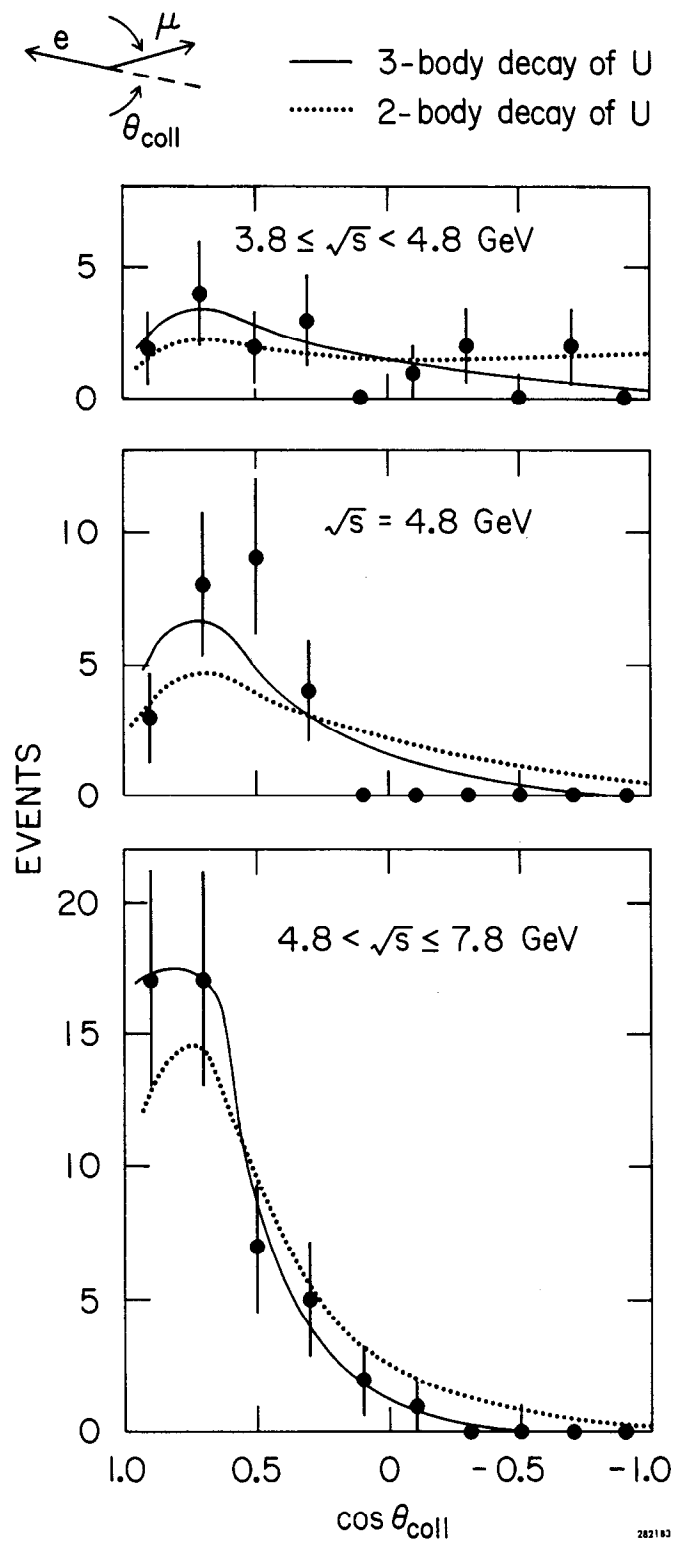 e μ
θcoll
3-body decay of U
2-body decay of U
3.8 ≤ √s < 4.8 GeV
5
0
√s = 4.8 GeV
10
5
0
EVENTS
4.8 < √s ≤ 7.8 GeV
20
15
10
5
0
1.0 0.5 0 -0.5 -1.0
cos θcoll
282183